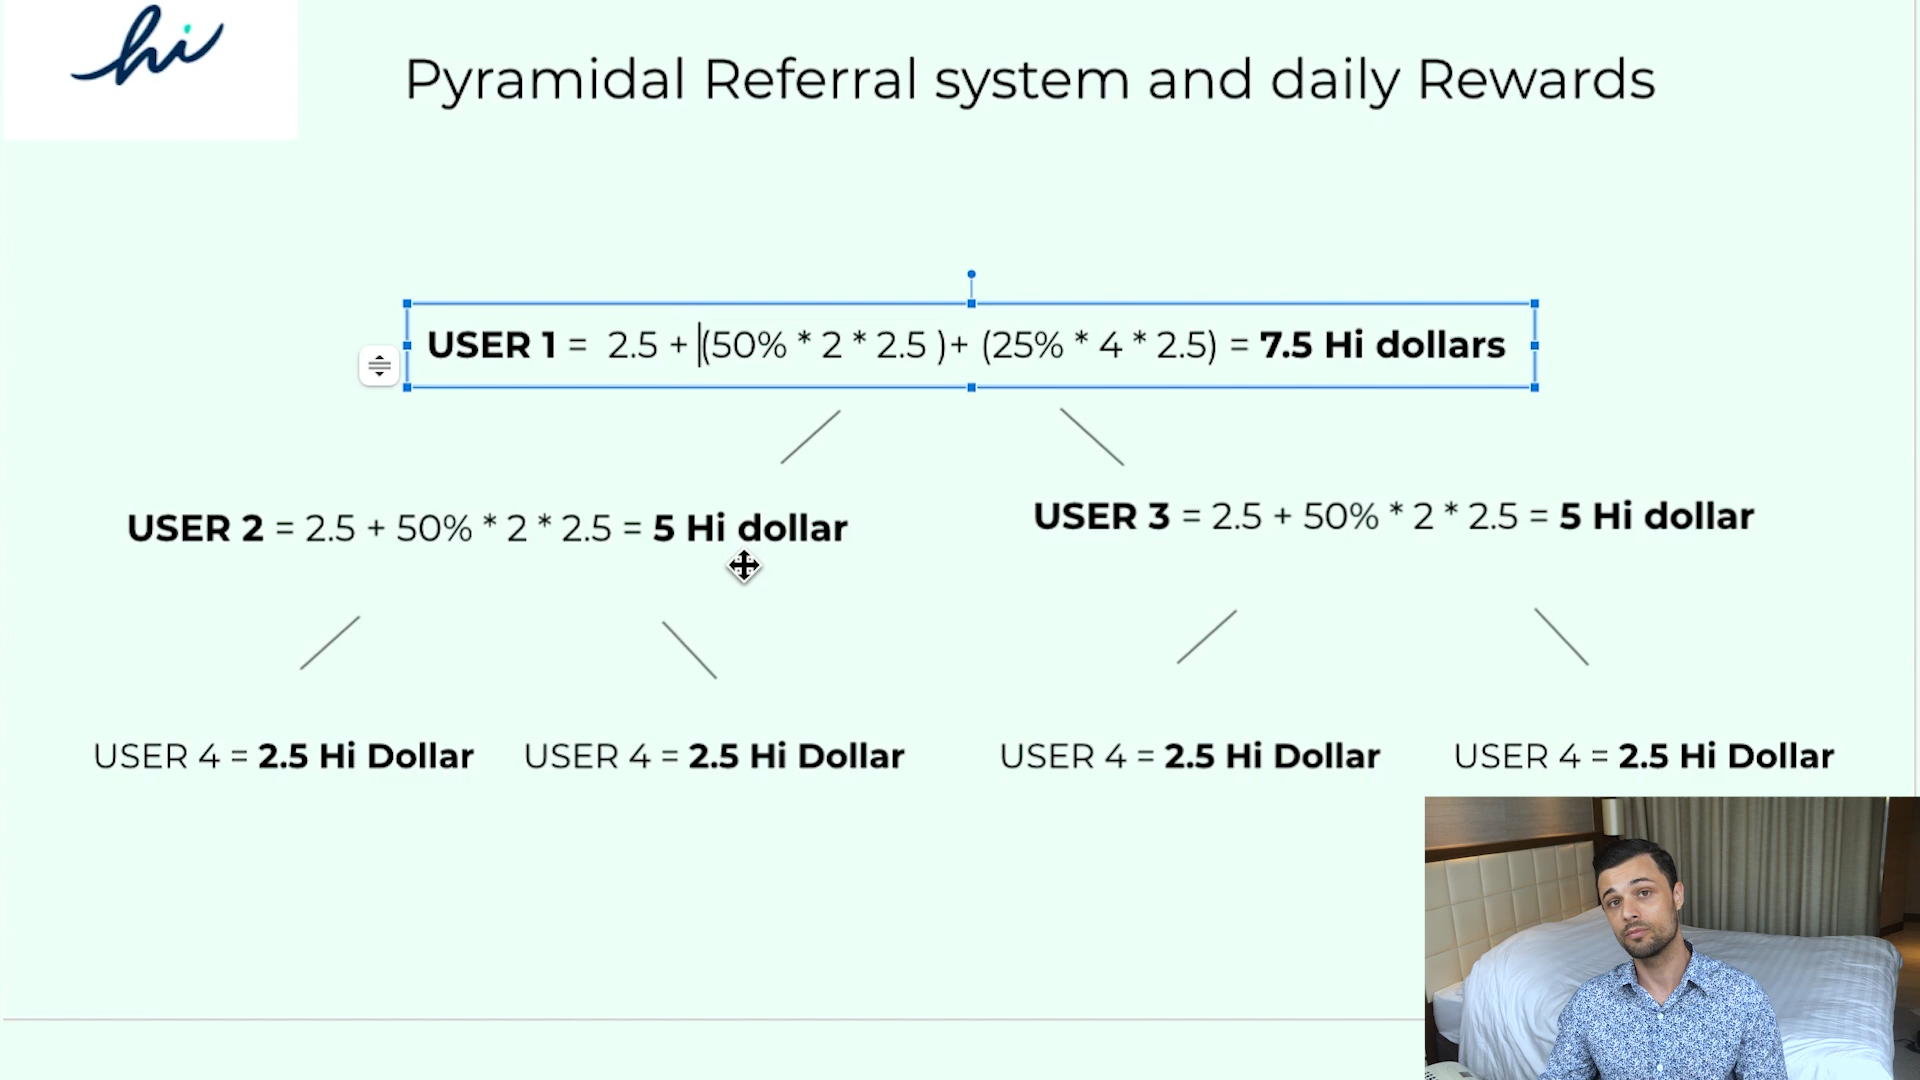 hi
Pyramidal Referral system and daily Rewards
USER 1 = 2.5 + (50% * 2 * 2.5 )+ (25% * 4 * 2.5) = 7.5 Hi dollars
USER 2 = 2.5 + 50% * 2 * 2.5 = 5 Hi dollar
USER 3 = 2.5 + 50% * 2 * 2.5 = 5 Hi dollar
USER 4 = 2.5 Hi Dollar
USER 4 = 2.5 Hi Dollar
USER 4 = 2.5 Hi Dollar
USER 4 = 2.5 Hi Dollar